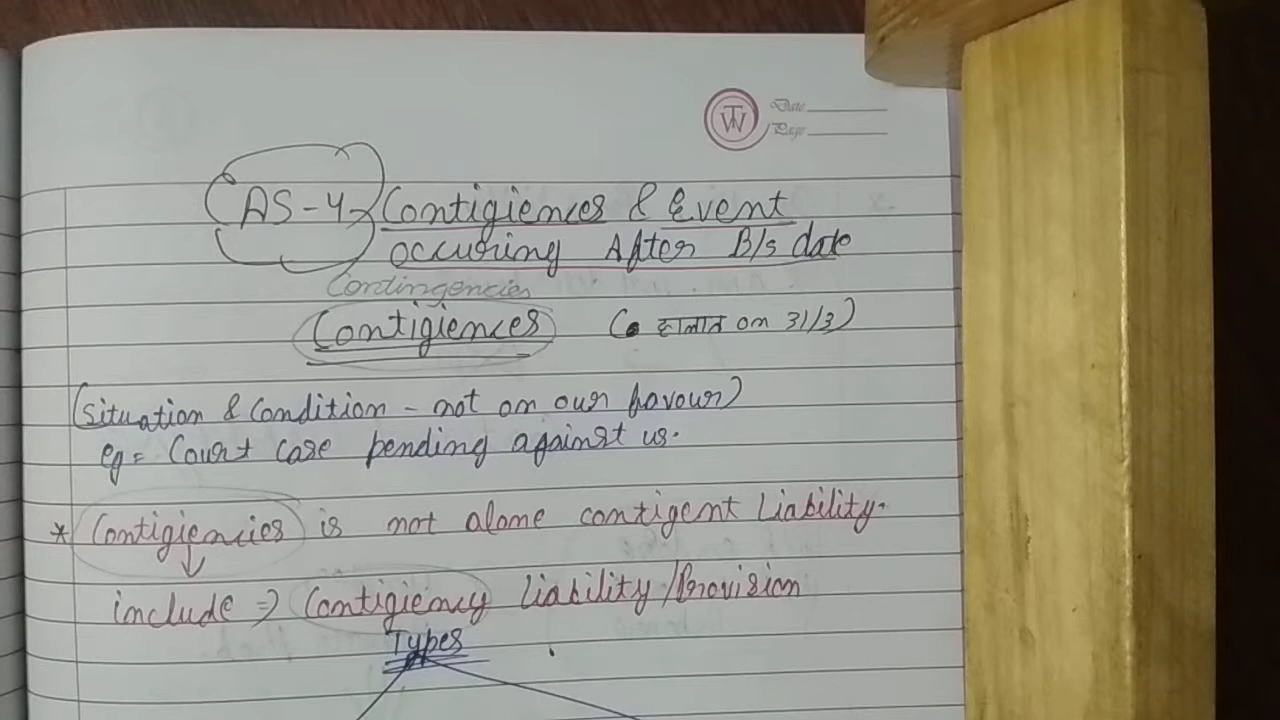 TW
Date
Page
AS-4 Contigiences & Event
occuring After B/s date
Contingencies
Contigiences (हालात on 31/3)
(Situation & Condition - not on our favour)
eg = Court case pending against us.
* Contigiencies is not alone contigent Liability.
include ⇒ Contigiency Liability/Provision
Types